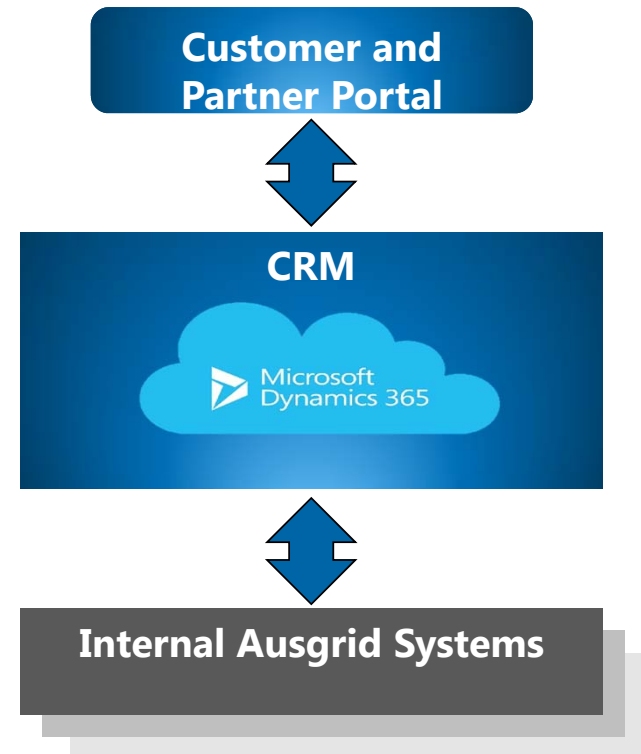 Customer and
Partner Portal
CRM
Microsoft
Dynamics 365
Internal Ausgrid Systems